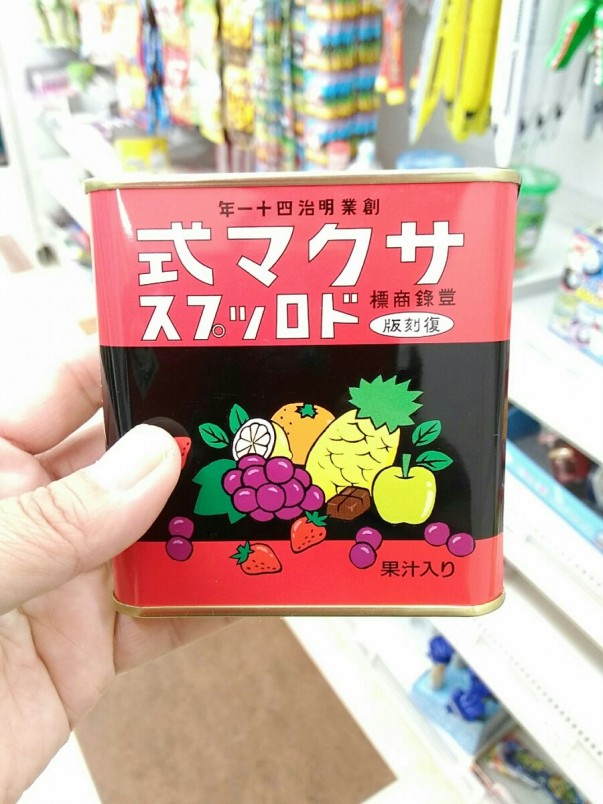 創業明治四十一年
サクマ式
ドロップス
登錄商標
復刻版
果汁入り